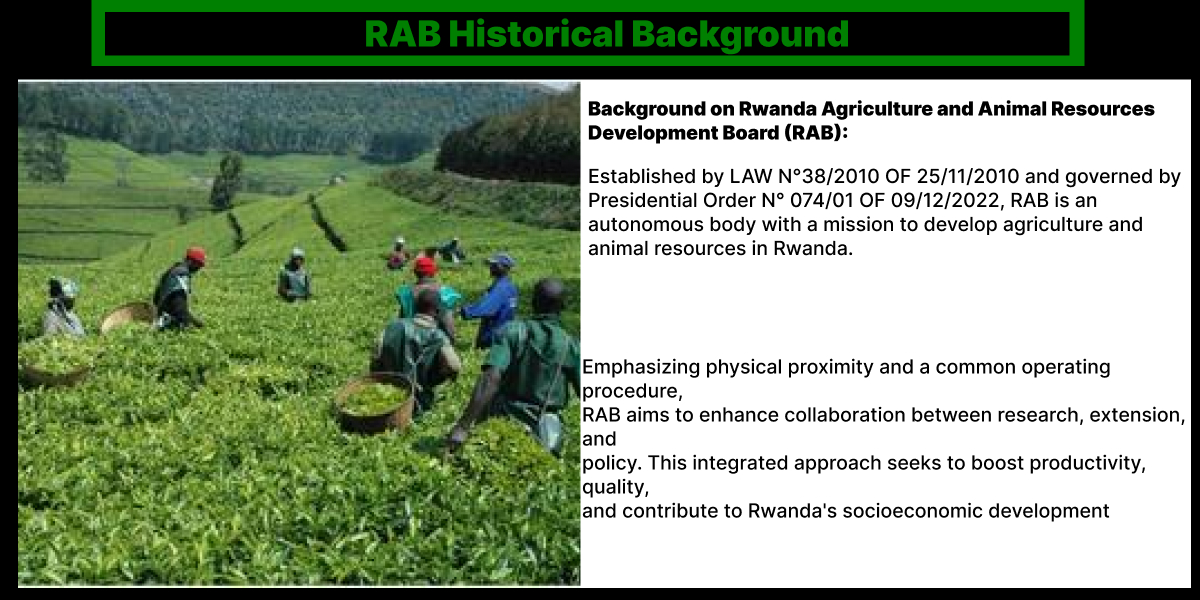 RAB Historical Background
Background on Rwanda Agriculture and Animal Resources
Development Board (RAB):
Established by LAW N°38/2010 OF 25/11/2010 and governed by
Presidential Order N° 074/01 OF 09/12/2022, RAB is an
autonomous body with a mission to develop agriculture and
animal resources in Rwanda.
Emphasizing physical proximity and a common operating
procedure,
RAB aims to enhance collaboration between research, extension,
and
policy. This integrated approach seeks to boost productivity,
quality,
and contribute to Rwanda's socioeconomic development